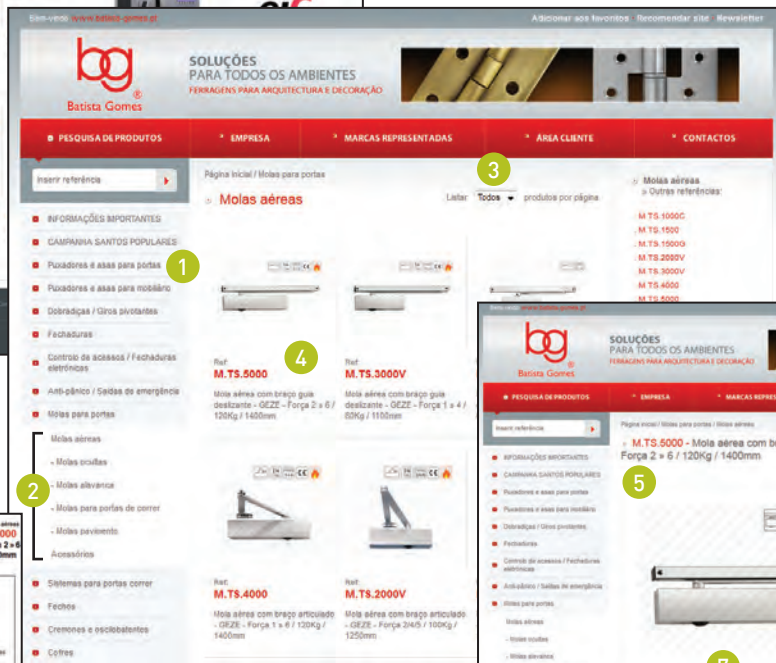 Bem-vindo www.batista-gomes.pt
Adicionar aos favoritos Recomendar site Newsletter
bg
®
Batista Gomes
SOLUÇÕES
PARA TODOS OS AMBIENTES
FERRAGENS PARA ARQUITECTURA E DECORAÇÃO
PESQUISA DE PRODUTOS
EMPRESA
MARCAS REPRESENTADAS
ÁREA CLIENTE
CONTACTOS
Inserir referência
INFORMAÇÕES IMPORTANTES
CAMPANHA SANTOS POPULARES
Puxadores e asas para portas
1
Puxadores e asas para mobiliário
Dobradiças / Giros pivotantes
Fechaduras
Controlo de acessos / Fechaduras
eletrónicas
Anti-pânico / Saídas de emergência
Molas para portas
2
Molas aéreas
- Molas ocultas
- Molas alavanca
- Molas para portas de correr
- Molas pavimento
Acessórios
Sistemas para portas correr
Fechos
Cremones e oscilobatentes
Cofres
Página inicial / Molas para portas
Molas aéreas
3
Listar Todos produtos por página
4
Ref:
M.TS.5000
Mola aérea com braço guia
deslizante - GEZE - Força 2 » 6 /
120Kg / 1400mm
Ref:
M.TS.3000V
Mola aérea com braço guia
deslizante - GEZE - Força 1 » 4 /
80Kg / 1100mm
Ref:
M.TS.4000
Mola aérea com braço articulado
- GEZE - Força 1 » 6 / 120Kg /
1400mm
Ref:
M.TS.2000V
Mola aérea com braço articulado
- GEZE - Força 2/4/5 / 100Kg /
1250mm
Molas aéreas
» Outras referências:
M.TS.1000C
M.TS.1500
M.TS.1500G
M.TS.2000V
M.TS.3000V
M.TS.4000
M.TS.5000
bg
®
Batista Gomes
SOLUÇÕES
PARA TODOS OS AMBIENTES
FERRAGENS PARA ARQUITECTURA E DECORAÇÃO
PESQUISA DE PRODUTOS
EMPRESA
MARCAS REPRES
Inserir referência
Página inicial / Molas para portas / Molas aéreas
M.TS.5000 - Mola aérea com b
Força 2 » 6 / 120Kg / 1400mm
5
INFORMAÇÕES IMPORTANTES
CAMPANHA SANTOS POPULARES
Puxadores e asas para portas
Puxadores e asas para mobiliário
Dobradiças / Giros pivotantes
Fechaduras
Controlo de acessos / Fechaduras
eletrónicas
Anti-pânico / Saídas de emergência
Molas para portas
Molas aéreas
- Molas ocultas
- Molas alavanca